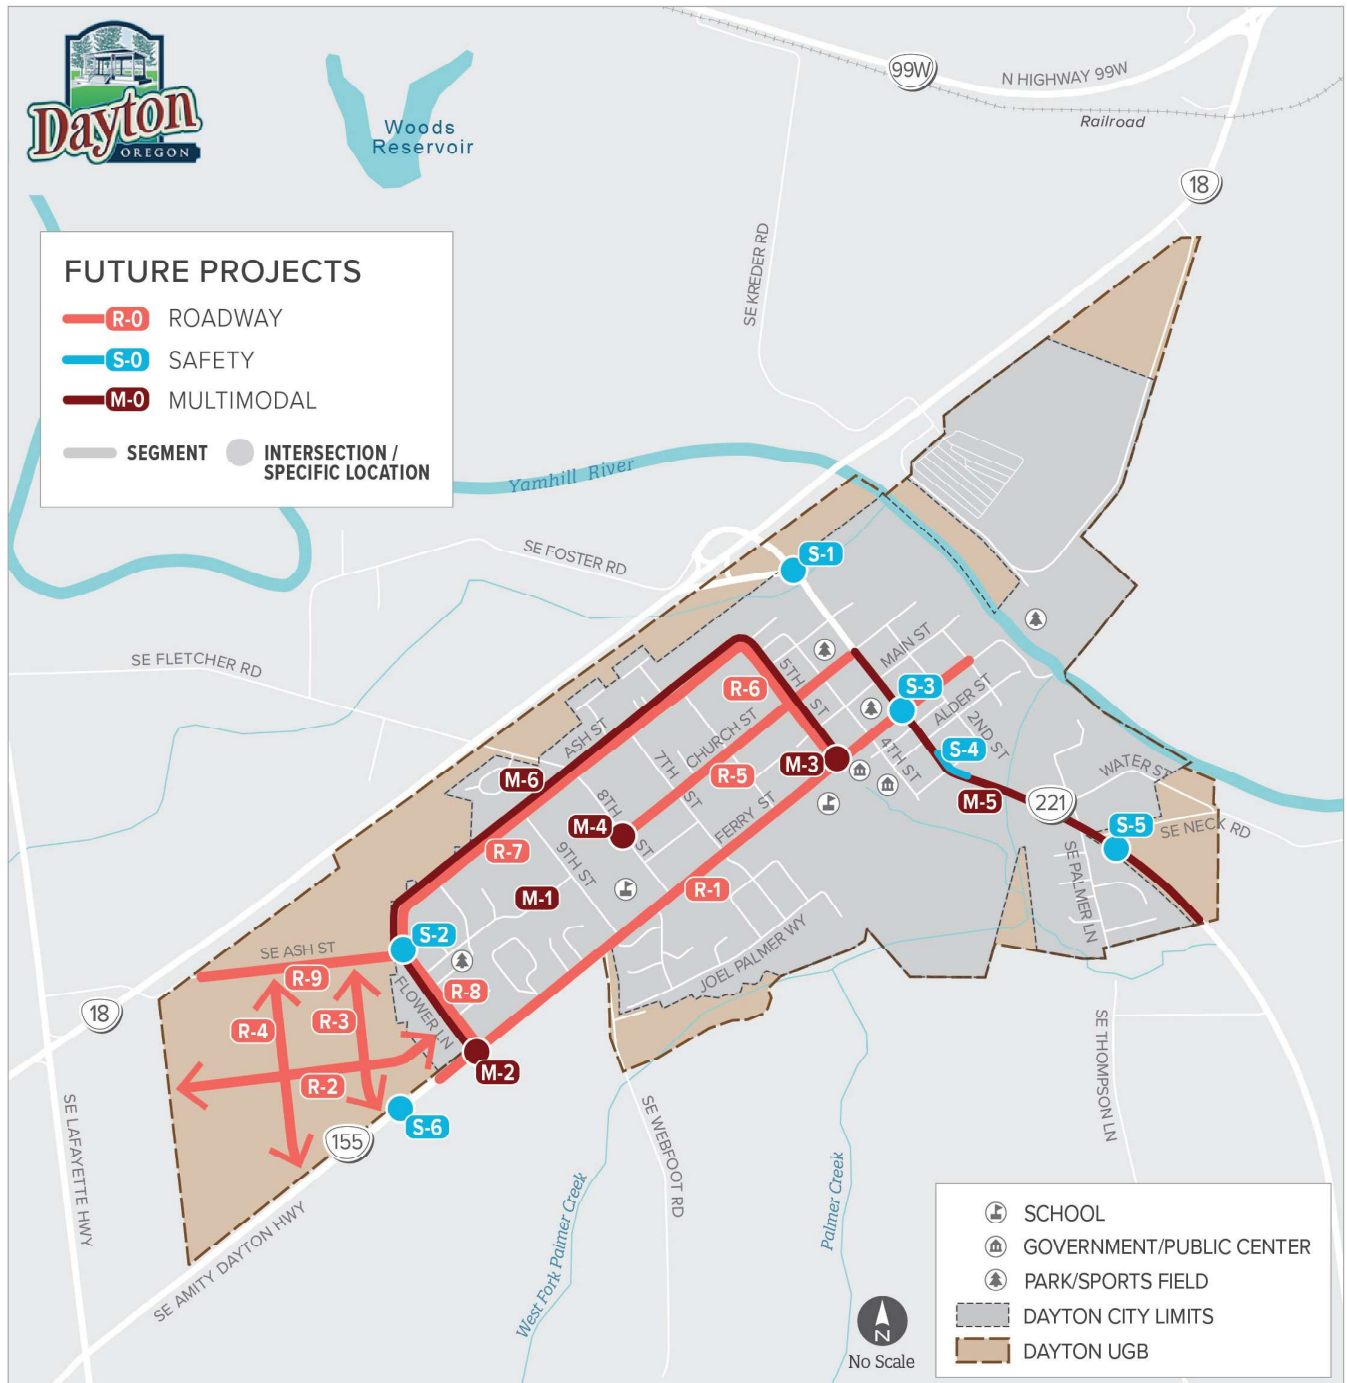 Dayton
OREGON
Woods
Reservoir
99W
N HIGHWAY 99W
Railroad
18
SE KREDER RD
FUTURE PROJECTS
R-0 ROADWAY
S-0 SAFETY
M-0 MULTIMODAL
SEGMENT
INTERSECTION /
SPECIFIC LOCATION
Yamhill River
SE FOSTER RD
S-1
SE FLETCHER RD
MAIN ST
5TH ST
R-6
S-3
ALDER ST
2ND ST
ASH ST
CHURCH ST
7TH ST
4TH ST
S-4
M-6
R-5
M-3
WATER ST
M-5
221
FERRY ST
8TH ST
M-4
S-5
SE NECK RD
R-7
9TH ST
SE PALMER LN
M-1
R-1
S-2
SE ASH ST
R-9
R-8
JOEL PALMER WY
FLOWER LN
18
R-4
R-3
R-2
M-2
S-6
155
SE THOMPSON LN
SE LAFAYETTE HWY
SE WEBFOOT RD
West Fork Palmer Creek
Palmer Creek
SE AMITY DAYTON HWY
N
No Scale
SCHOOL
GOVERNMENT/PUBLIC CENTER
PARK/SPORTS FIELD
DAYTON CITY LIMITS
DAYTON UGB